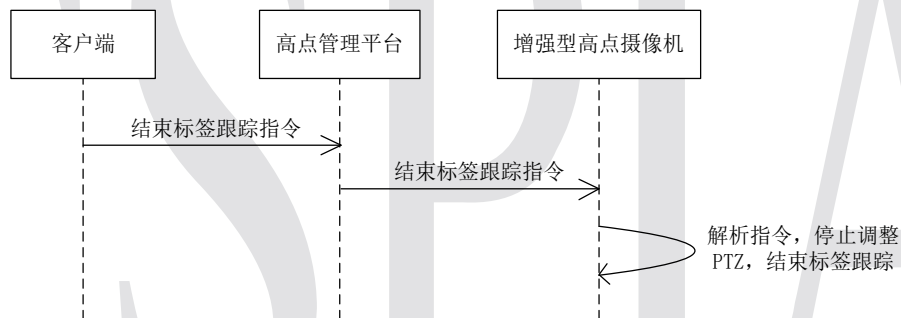 客户端
高点管理平台
增强型高点摄像机
结束标签跟踪指令
结束标签跟踪指令
解析指令，停止调整
PTZ，结束标签跟踪